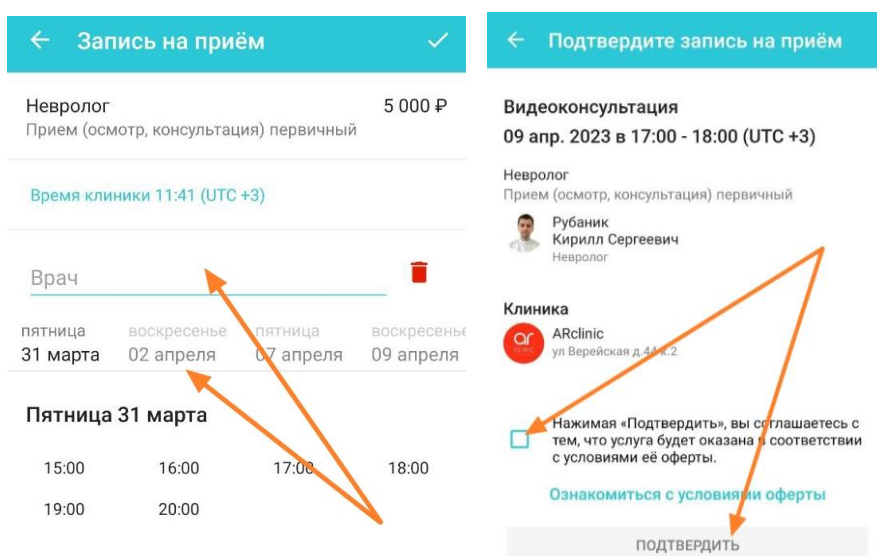 Запись на приём
Невролог 5 000 ₽
Прием (осмотр, консультация) первичный
Время клиники 11:41 (UTC +3)
Врач
пятница воскресенье пятница воскресенье
31 марта 02 апреля 07 апреля 09 апреля
Пятница 31 марта
15:00 16:00 17:00 18:00
19:00 20:00
Подтвердите запись на приём
Видеоконсультация
09 апр. 2023 в 17:00 - 18:00 (UTC +3)
Невролог
Прием (осмотр, консультация) первичный
Рубаник
Кирилл Сергеевич
Невролог
Клиника
ar
CLINIC
ARclinic
ул Верейская д.44 к.2
Нажимая «Подтвердить», вы соглашаетесь с
тем, что услуга будет оказана в соответствии
с условиями её оферты.
Ознакомиться с условиями оферты
ПОДТВЕРДИТЬ